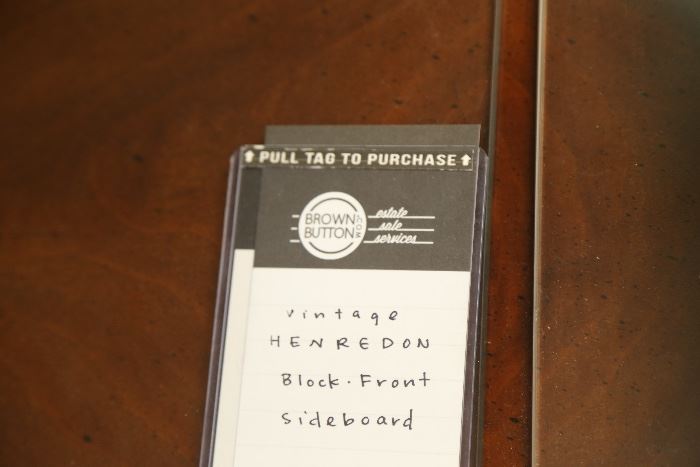 ⬆ PULL TAG TO PURCHASE ⬆
BROWN
BUTTON
.COM
estate
sale
services
vintage
HENREDON
Block-Front
Sideboard